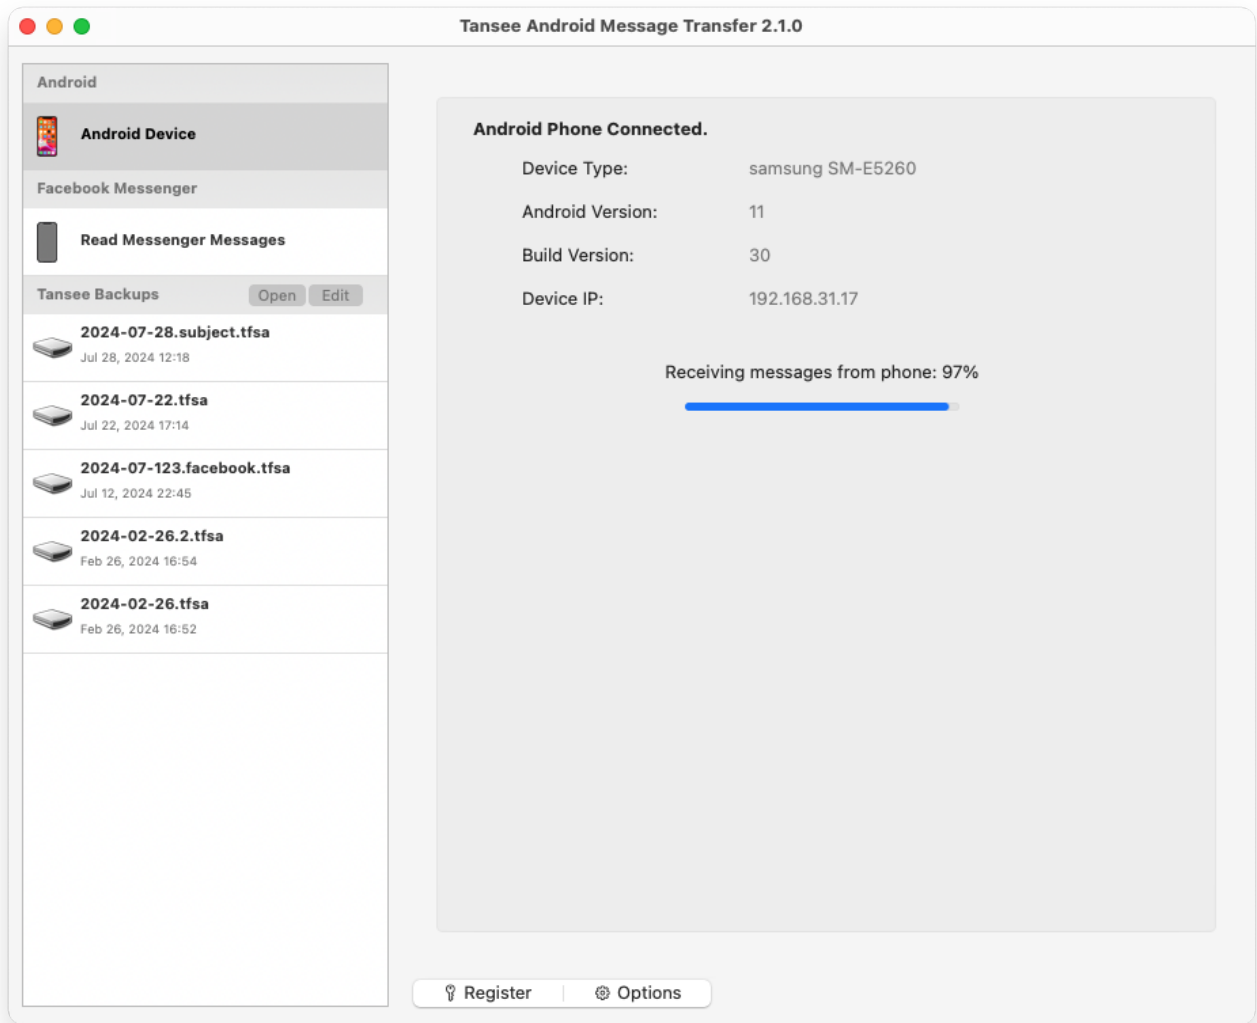 Tansee Android Message Transfer 2.1.0
Android
Android Device
Facebook Messenger
Read Messenger Messages
Tansee Backups Open Edit
2024-07-28.subject.tfsa
Jul 28, 2024 12:18
2024-07-22.tfsa
Jul 22, 2024 17:14
2024-07-123.facebook.tfsa
Jul 12, 2024 22:45
2024-02-26.2.tfsa
Feb 26, 2024 16:54
2024-02-26.tfsa
Feb 26, 2024 16:52
Android Phone Connected.
Device Type: samsung SM-E5260
Android Version: 11
Build Version: 30
Device IP: 192.168.31.17
Receiving messages from phone: 97%
Register Options